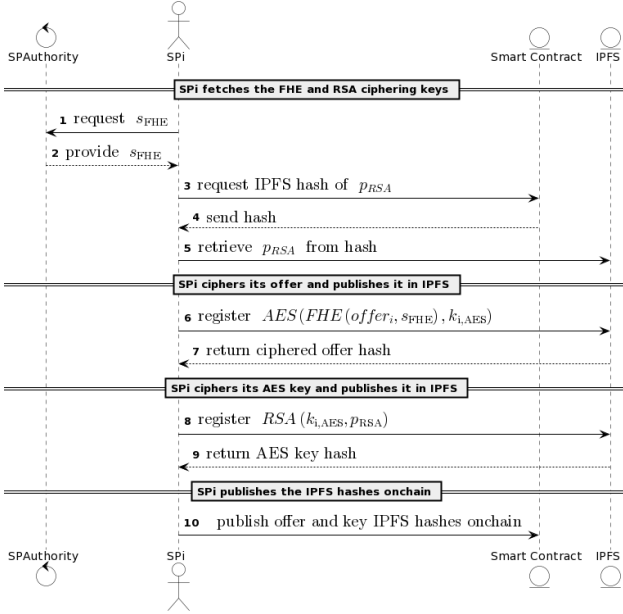 SPAuthority SPi Smart Contract IPFS
SPi fetches the FHE and RSA ciphering keys
1 request s_FHE
2 provide s_FHE
3 request IPFS hash of p_RSA
4 send hash
5 retrieve p_RSA from hash
SPi ciphers its offer and publishes it in IPFS
6 register AES(FHE(offer_i, s_FHE), k_i,AES)
7 return ciphered offer hash
SPi ciphers its AES key and publishes it in IPFS
8 register RSA(k_i,AES, p_RSA)
9 return AES key hash
SPi publishes the IPFS hashes onchain
10 publish offer and key IPFS hashes onchain
SPAuthority SPi Smart Contract IPFS